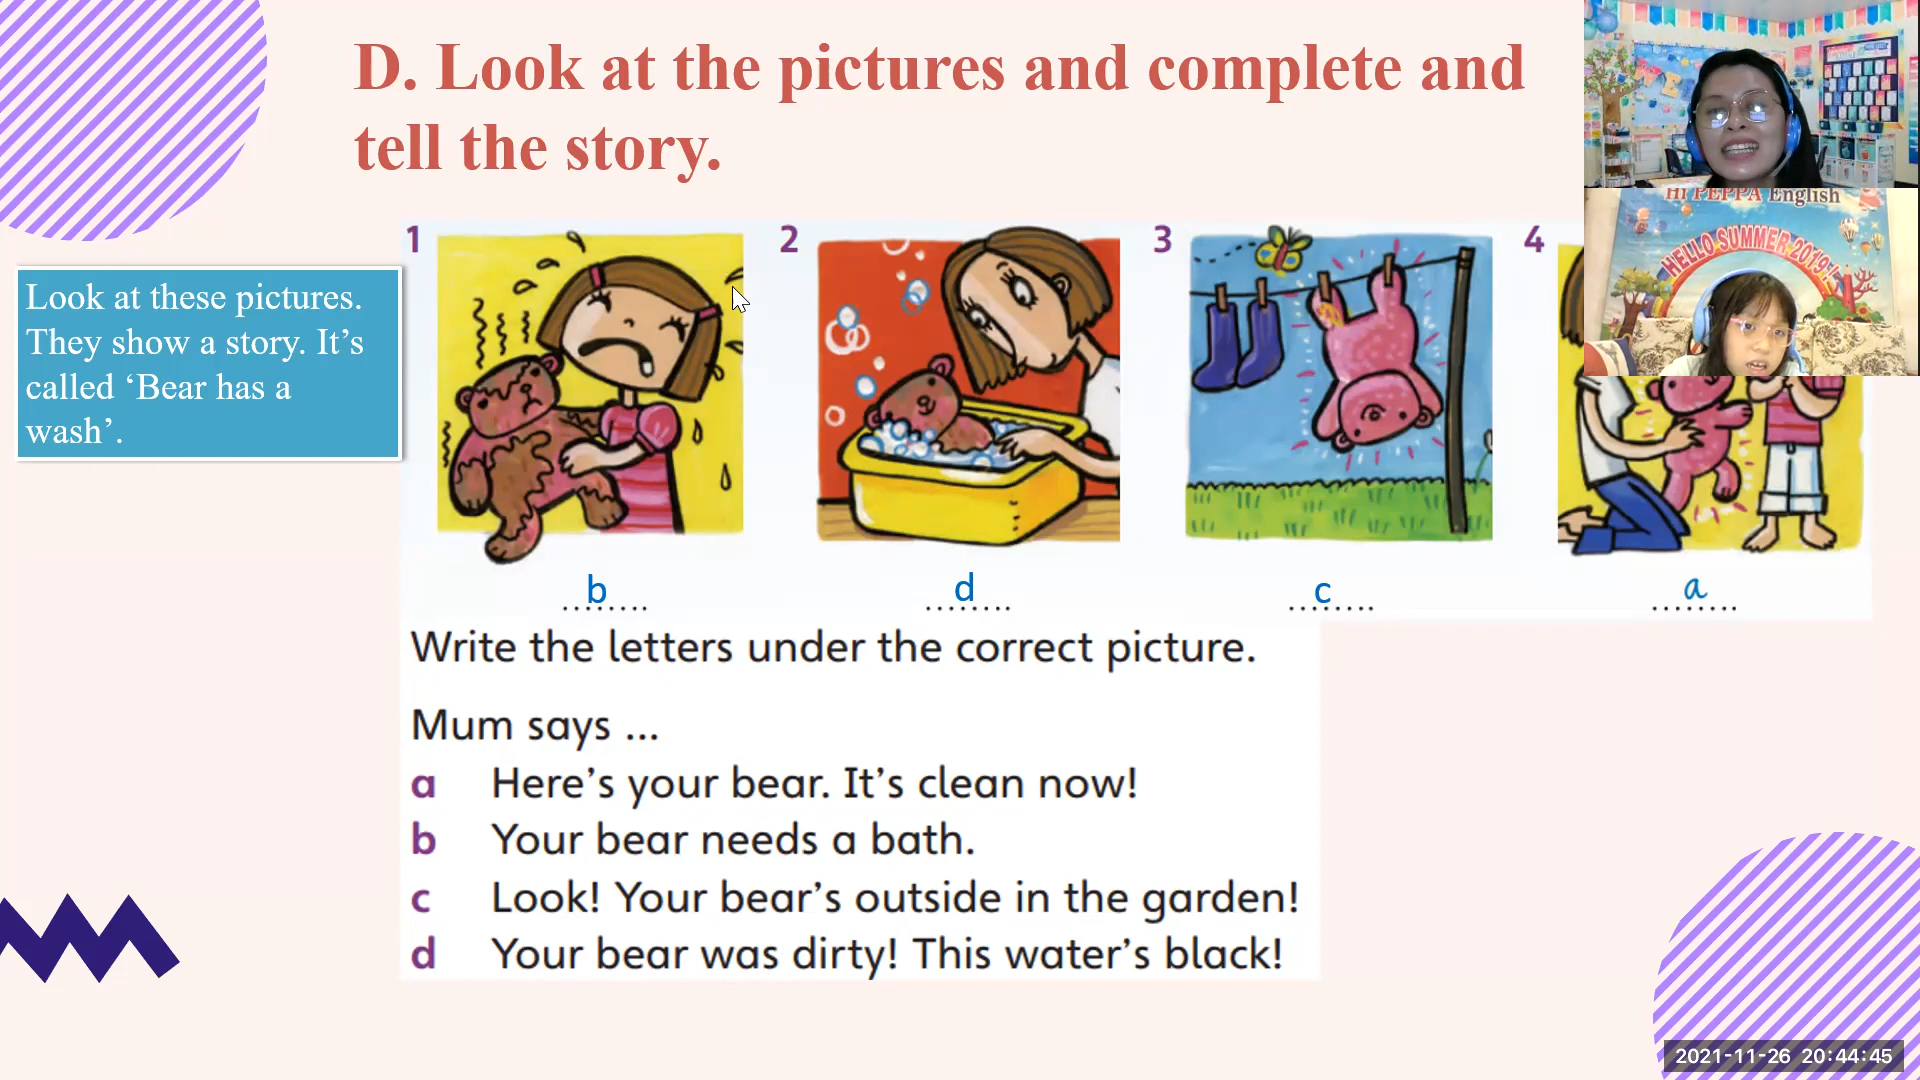 D. Look at the pictures and complete and
tell the story.
Look at these pictures.
They show a story. It’s
called ‘Bear has a
wash’.
1
2
3
4
b
d
c
a
Write the letters under the correct picture.
Mum says ...
a Here’s your bear. It’s clean now!
b Your bear needs a bath.
c Look! Your bear’s outside in the garden!
d Your bear was dirty! This water’s black!
Hi PEPPA English
HELLO SUMMER 2019!
2021-11-26 20:44:45